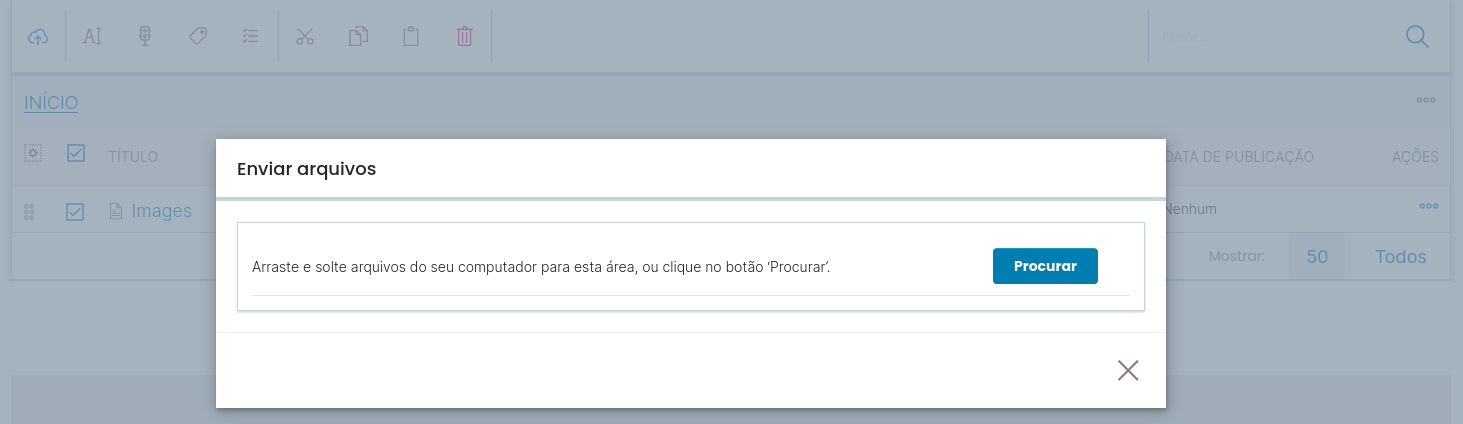 AI
Filtrar...
INÍCIO
TÍTULO
DATA DE PUBLICAÇÃO
AÇÕES
Images
Nenhum
Mostrar:
50
Todos
Enviar arquivos
Arraste e solte arquivos do seu computador para esta área, ou clique no botão ‘Procurar’.
Procurar